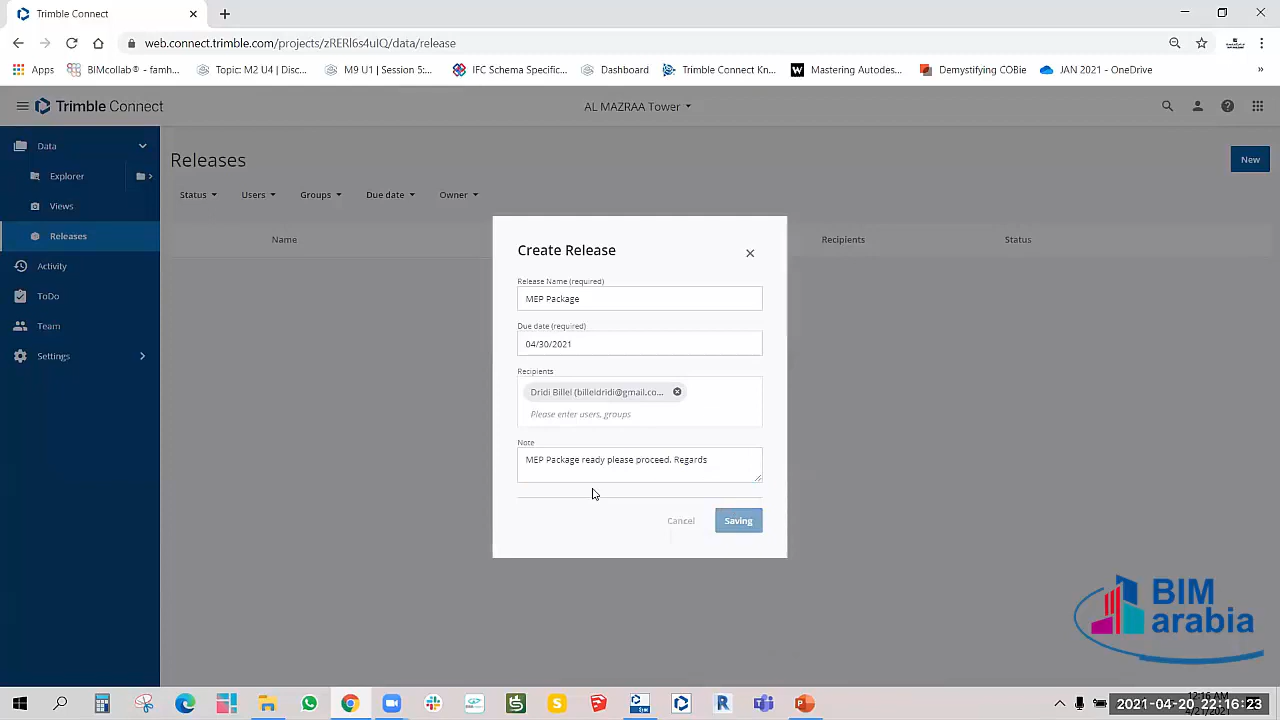 Trimble Connect
web.connect.trimble.com/projects/zRERl6s4uIQ/data/release
Apps
BIMcollab® - famh...
Topic: M2 U4 | Disc...
M9 U1 | Session 5:...
IFC Schema Specific...
Dashboard
Trimble Connect Kn...
Mastering Autodes...
Demystifying COBie
JAN 2021 - OneDrive
»
Trimble Connect
AL MAZRAA Tower
Data
Explorer
Views
Releases
Activity
ToDo
Team
Settings
Releases
New
Status
Users
Groups
Due date
Owner
Name
Recipients
Status
Create Release
Release Name (required)
MEP Package
Due date (required)
04/30/2021
Recipients
Dridi Billel (billeldridi@gmail.co...
Please enter users, groups
Note
MEP Package ready please proceed. Regards
Cancel
Saving
BIM
arabia
12:16 AM
2021-04-20 22:16:23